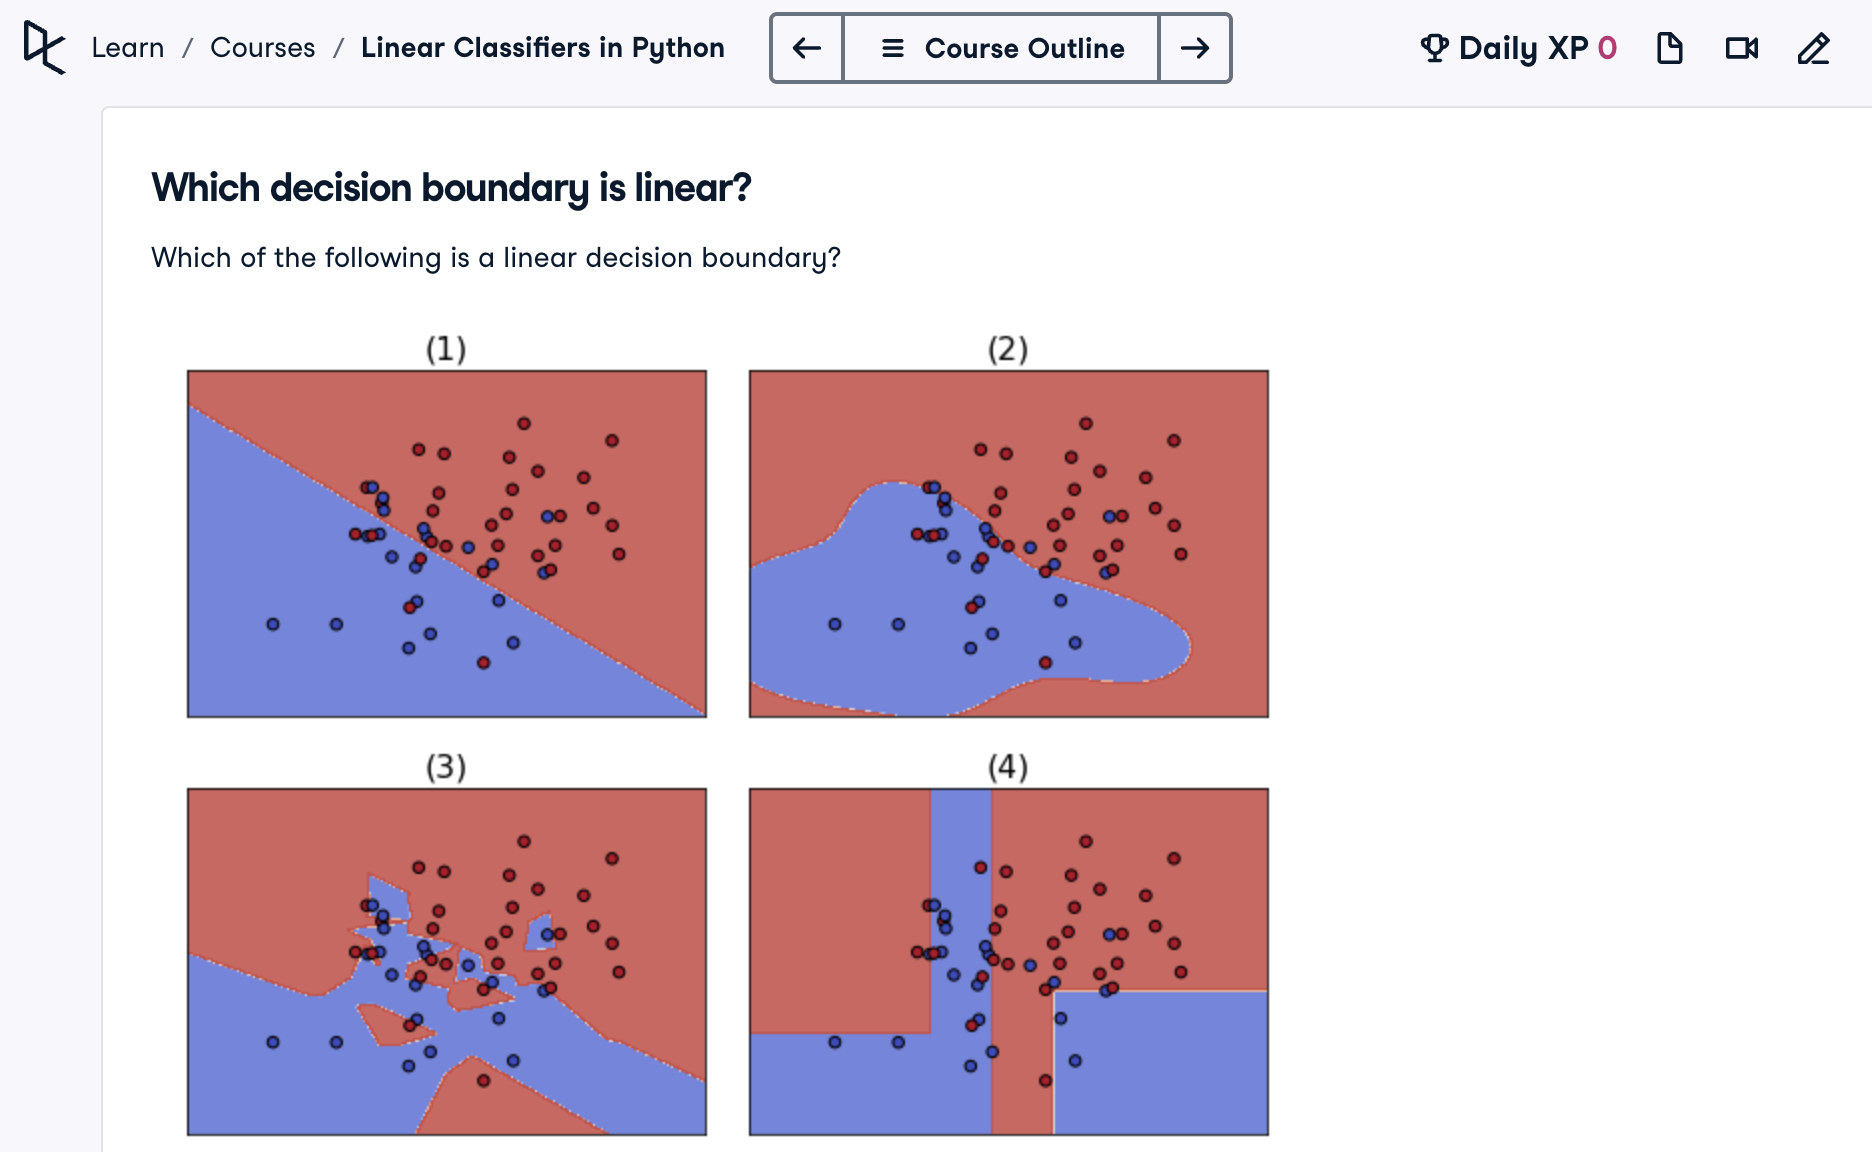 Learn / Courses / Linear Classifiers in Python
Course Outline
Daily XP 0
Which decision boundary is linear?
Which of the following is a linear decision boundary?
(1)
(2)
(3)
(4)